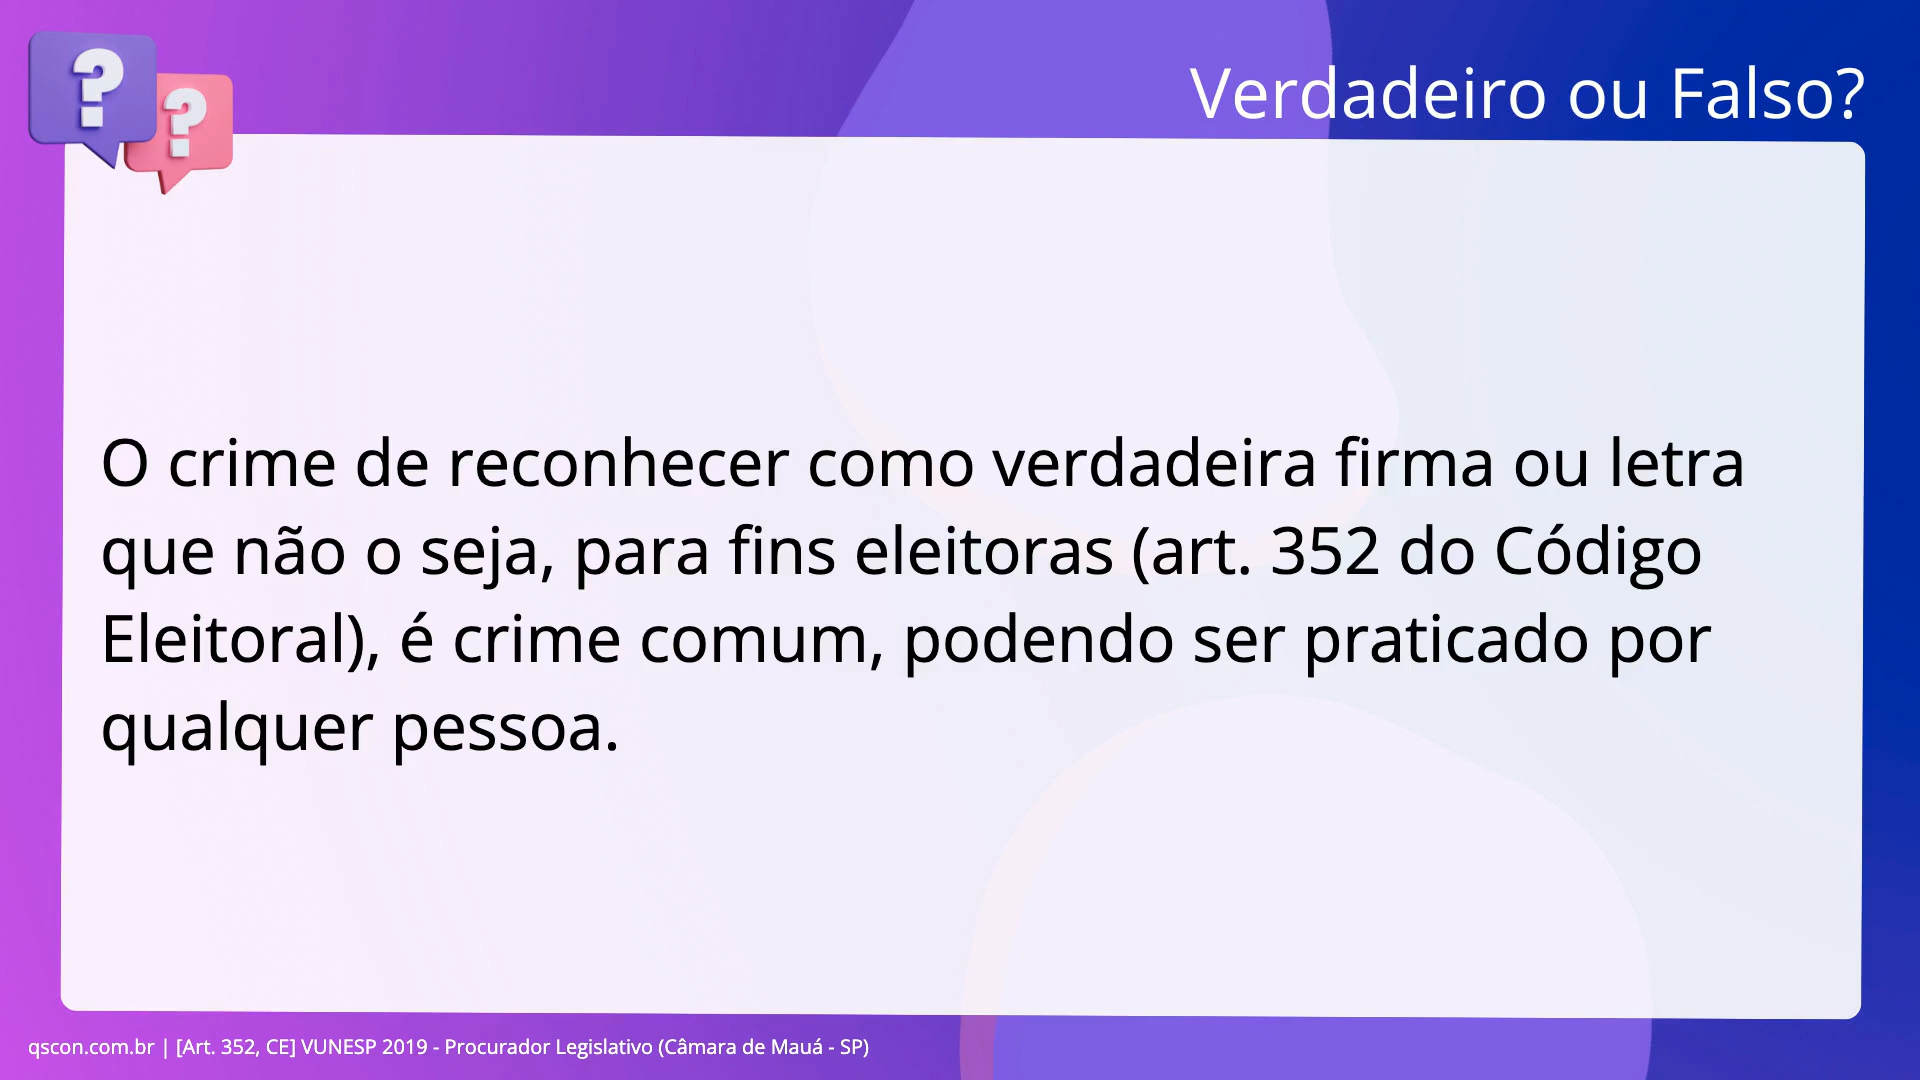 Verdadeiro ou Falso?
O crime de reconhecer como verdadeira firma ou letra
que não o seja, para fins eleitoras (art. 352 do Código
Eleitoral), é crime comum, podendo ser praticado por
qualquer pessoa.
qscon.com.br | [Art. 352, CE] VUNESP 2019 - Procurador Legislativo (Câmara de Mauá - SP)